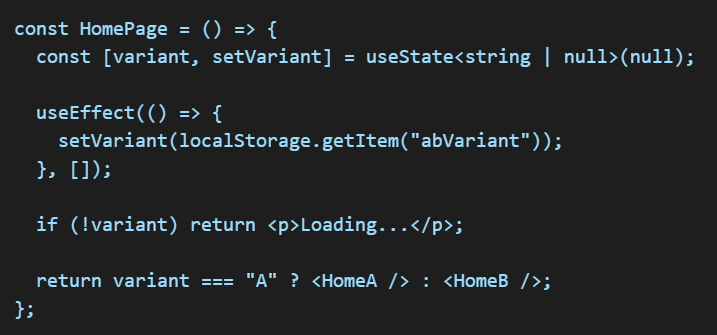 const HomePage = () => {
  const [variant, setVariant] = useState<string | null>(null);

  useEffect(() => {
    setVariant(localStorage.getItem("abVariant"));
  }, []);

  if (!variant) return <p>Loading...</p>;

  return variant === "A" ? <HomeA /> : <HomeB />;
};